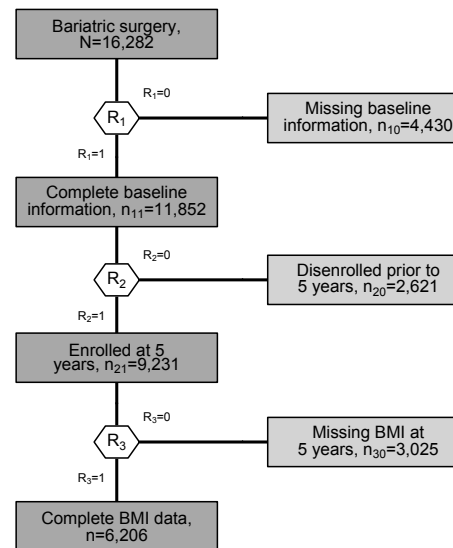 Bariatric surgery,
N=16,282
R₁=0
R₁
Missing baseline
information, n₁₀=4,430
R₁=1
Complete baseline
information, n₁₁=11,852
R₂=0
R₂
Disenrolled prior to
5 years, n₂₀=2,621
R₂=1
Enrolled at 5
years, n₂₁=9,231
R₃=0
R₃
Missing BMI at
5 years, n₃₀=3,025
R₃=1
Complete BMI data,
n=6,206